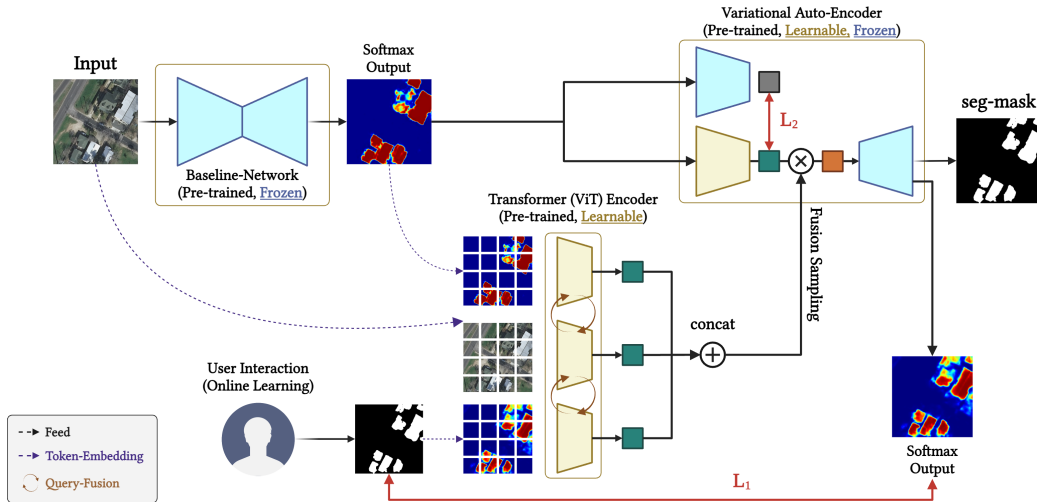 Variational Auto-Encoder
(Pre-trained, Learnable, Frozen)
Input
Softmax
Output
L2
seg-mask
Baseline-Network
(Pre-trained, Frozen)
Transformer (ViT) Encoder
(Pre-trained, Learnable)
Fusion Sampling
concat
User Interaction
(Online Learning)
Feed
Token-Embedding
Query-Fusion
Softmax
Output
L1